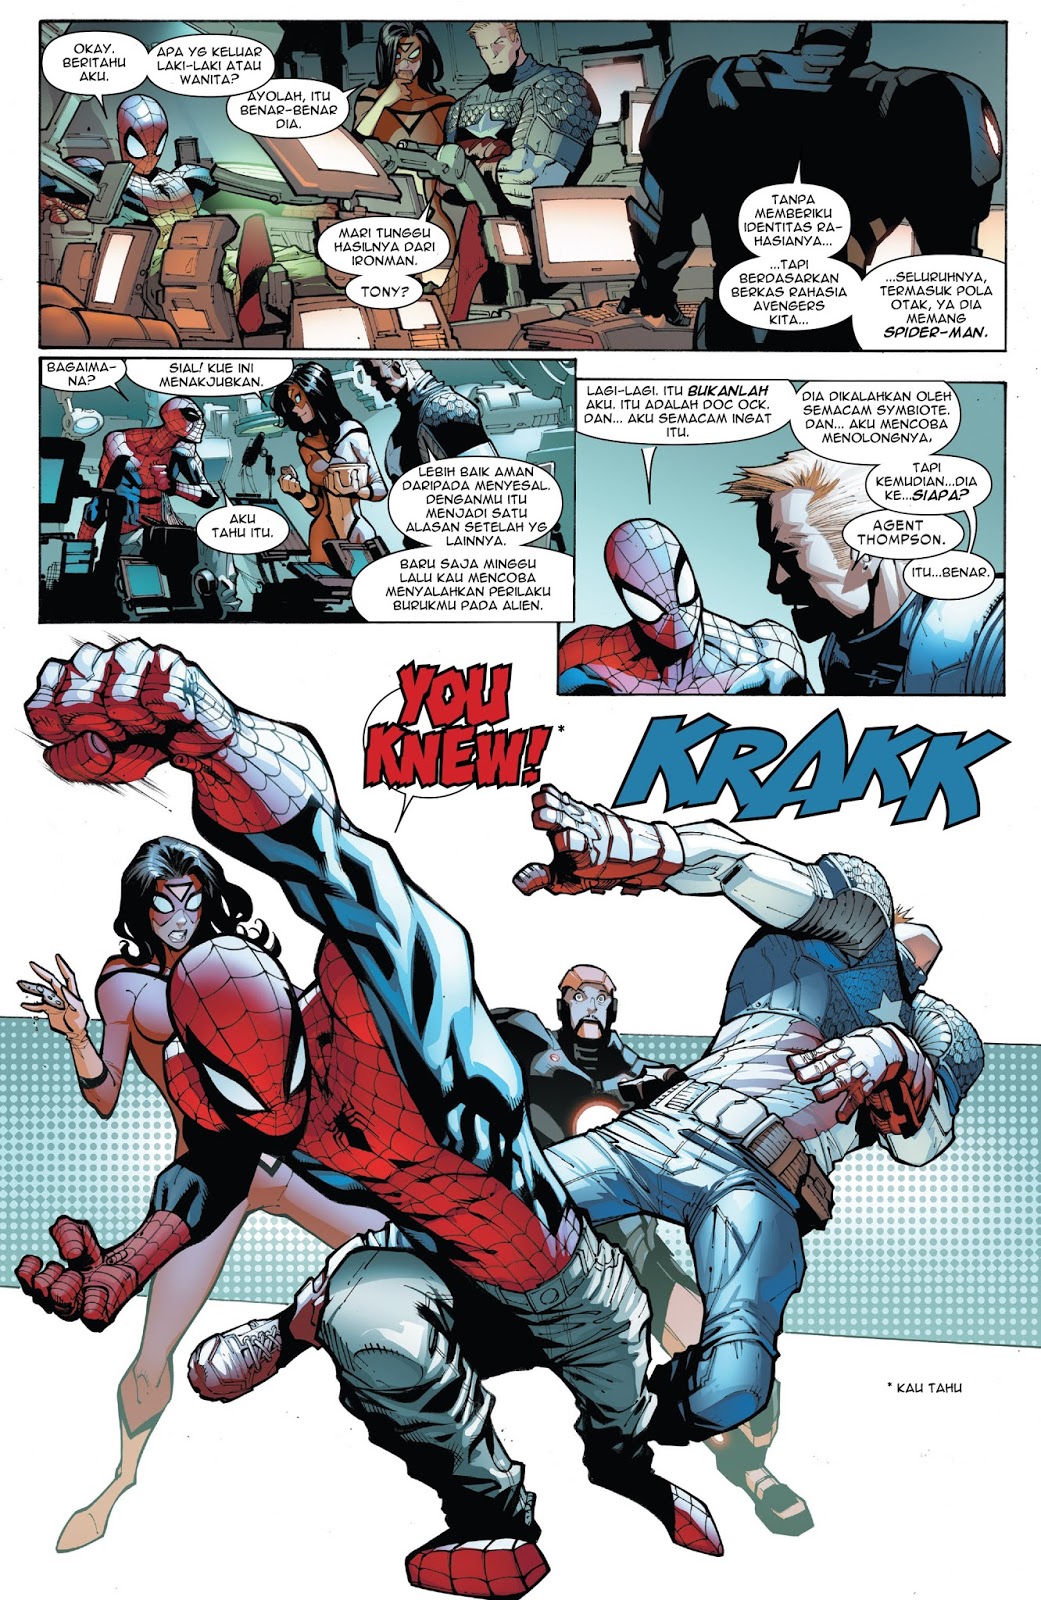 OKAY.
BERITAHU
AKU.
APA YG KELUAR
LAKI-LAKI ATAU
WANITA?
AYOLAH, ITU
BENAR-BENAR
DIA.
MARI TUNGGU
HASILNYA DARI
IRONMAN.
TONY?
TANPA
MEMBERIKU
IDENTITAS RA-
HASIANYA...
...TAPI
BERDASARKAN
BERKAS RAHASIA
AVENGERS
KITA...
...SELURUHNYA,
TERMASUK POLA
OTAK, YA DIA
MEMANG
SPIDER-MAN.
BAGAIMA-
NA?
SIAL! KUE INI
MENAKJUBKAN.
AKU
TAHU ITU.
LEBIH BAIK AMAN
DARIPADA MENYESAL.
DENGANMU ITU
MENJADI SATU
ALASAN SETELAH YG
LAINNYA.
BARU SAJA MINGGU
LALU KAU MENCOBA
MENYALAHKAN PERILAKU
BURUKMU PADA ALIEN.
LAGI-LAGI. ITU BUKANLAH
AKU. ITU ADALAH DOC OCK.
DAN... AKU SEMACAM INGAT
ITU.
DIA DIKALAHKAN OLEH
SEMACAM SYMBIOTE.
DAN... AKU MENCOBA
MENOLONGNYA,
TAPI
KEMUDIAN...DIA
KE...SIAPA?
AGENT
THOMPSON.
ITU...BENAR.
YOU
KNEW!*
KRAKK
* KAU TAHU